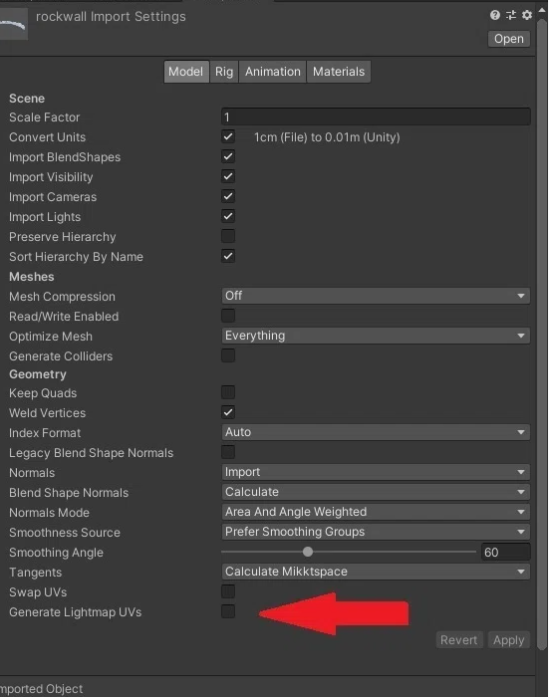 rockwall Import Settings
Open
Model Rig Animation Materials
Scene
Scale Factor 1
Convert Units 1cm (File) to 0.01m (Unity)
Import BlendShapes
Import Visibility
Import Cameras
Import Lights
Preserve Hierarchy
Sort Hierarchy By Name
Meshes
Mesh Compression Off
Read/Write Enabled
Optimize Mesh Everything
Generate Colliders
Geometry
Keep Quads
Weld Vertices
Index Format Auto
Legacy Blend Shape Normals
Normals Import
Blend Shape Normals Calculate
Normals Mode Area And Angle Weighted
Smoothness Source Prefer Smoothing Groups
Smoothing Angle 60
Tangents Calculate Mikktspace
Swap UVs
Generate Lightmap UVs
Revert Apply
mported Object